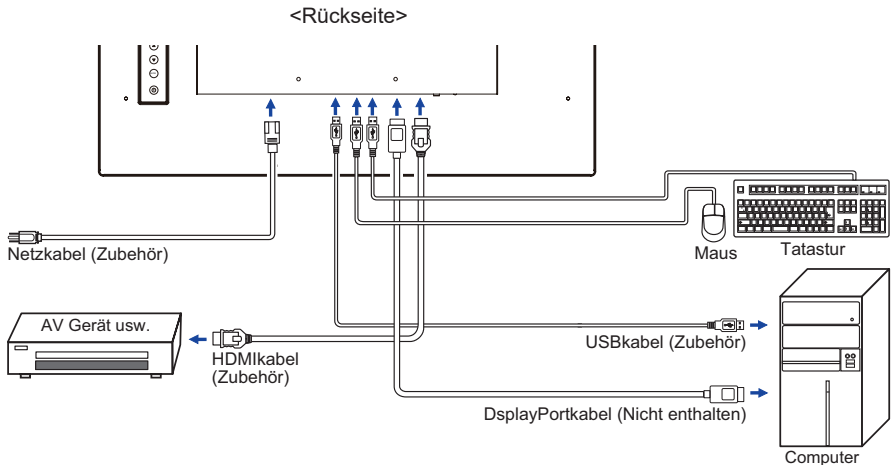 <Rückseite>
Netzkabel (Zubehör)
Maus
Tatastur
AV Gerät usw.
HDMIkabel
(Zubehör)
USBkabel (Zubehör)
DsplayPortkabel (Nicht enthalten)
Computer